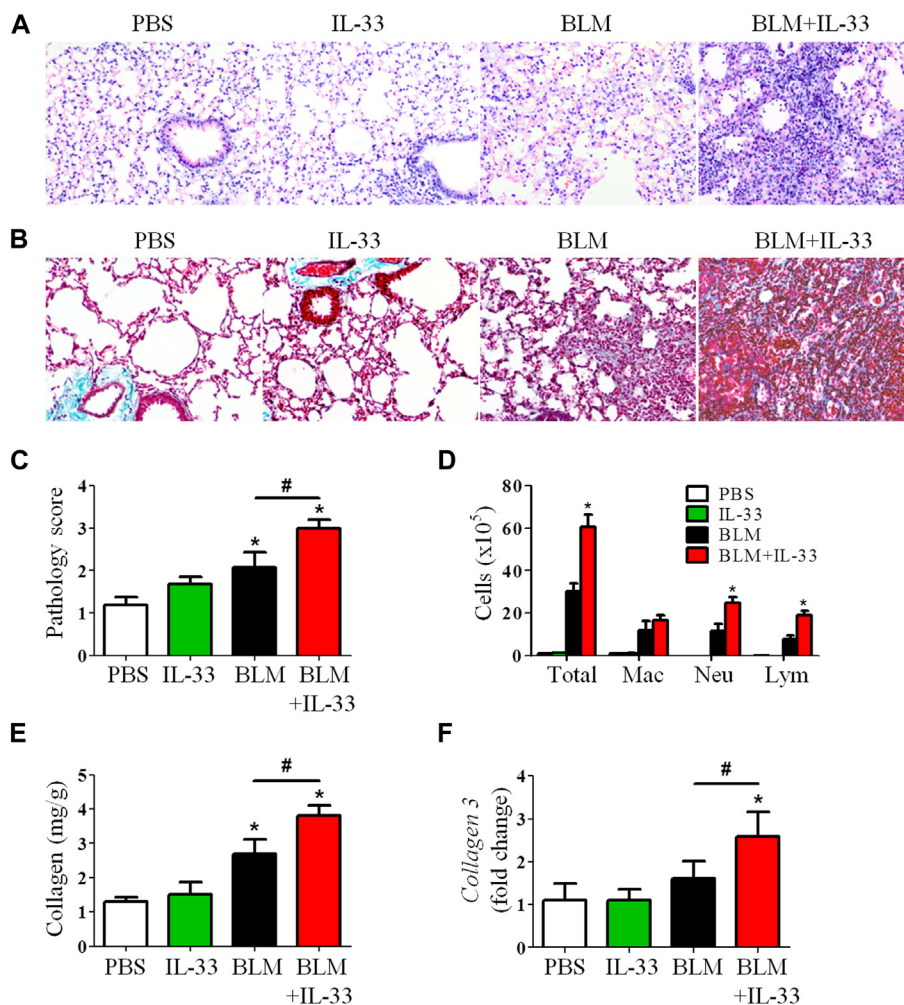 A
PBS IL-33 BLM BLM+IL-33
B
PBS IL-33 BLM BLM+IL-33
C
Pathology score
4
3
2
1
0
*
#
*
PBS IL-33 BLM BLM
+IL-33
D
Cells (x10⁵)
80
60
40
20
0
PBS
IL-33
BLM
BLM+IL-33
*
*
*
Total Mac Neu Lym
E
Collagen (mg/g)
5
4
3
2
1
0
*
#
*
PBS IL-33 BLM BLM
+IL-33
F
Collagen 3
(fold change)
4
3
2
1
0
#
*
PBS IL-33 BLM BLM
+IL-33